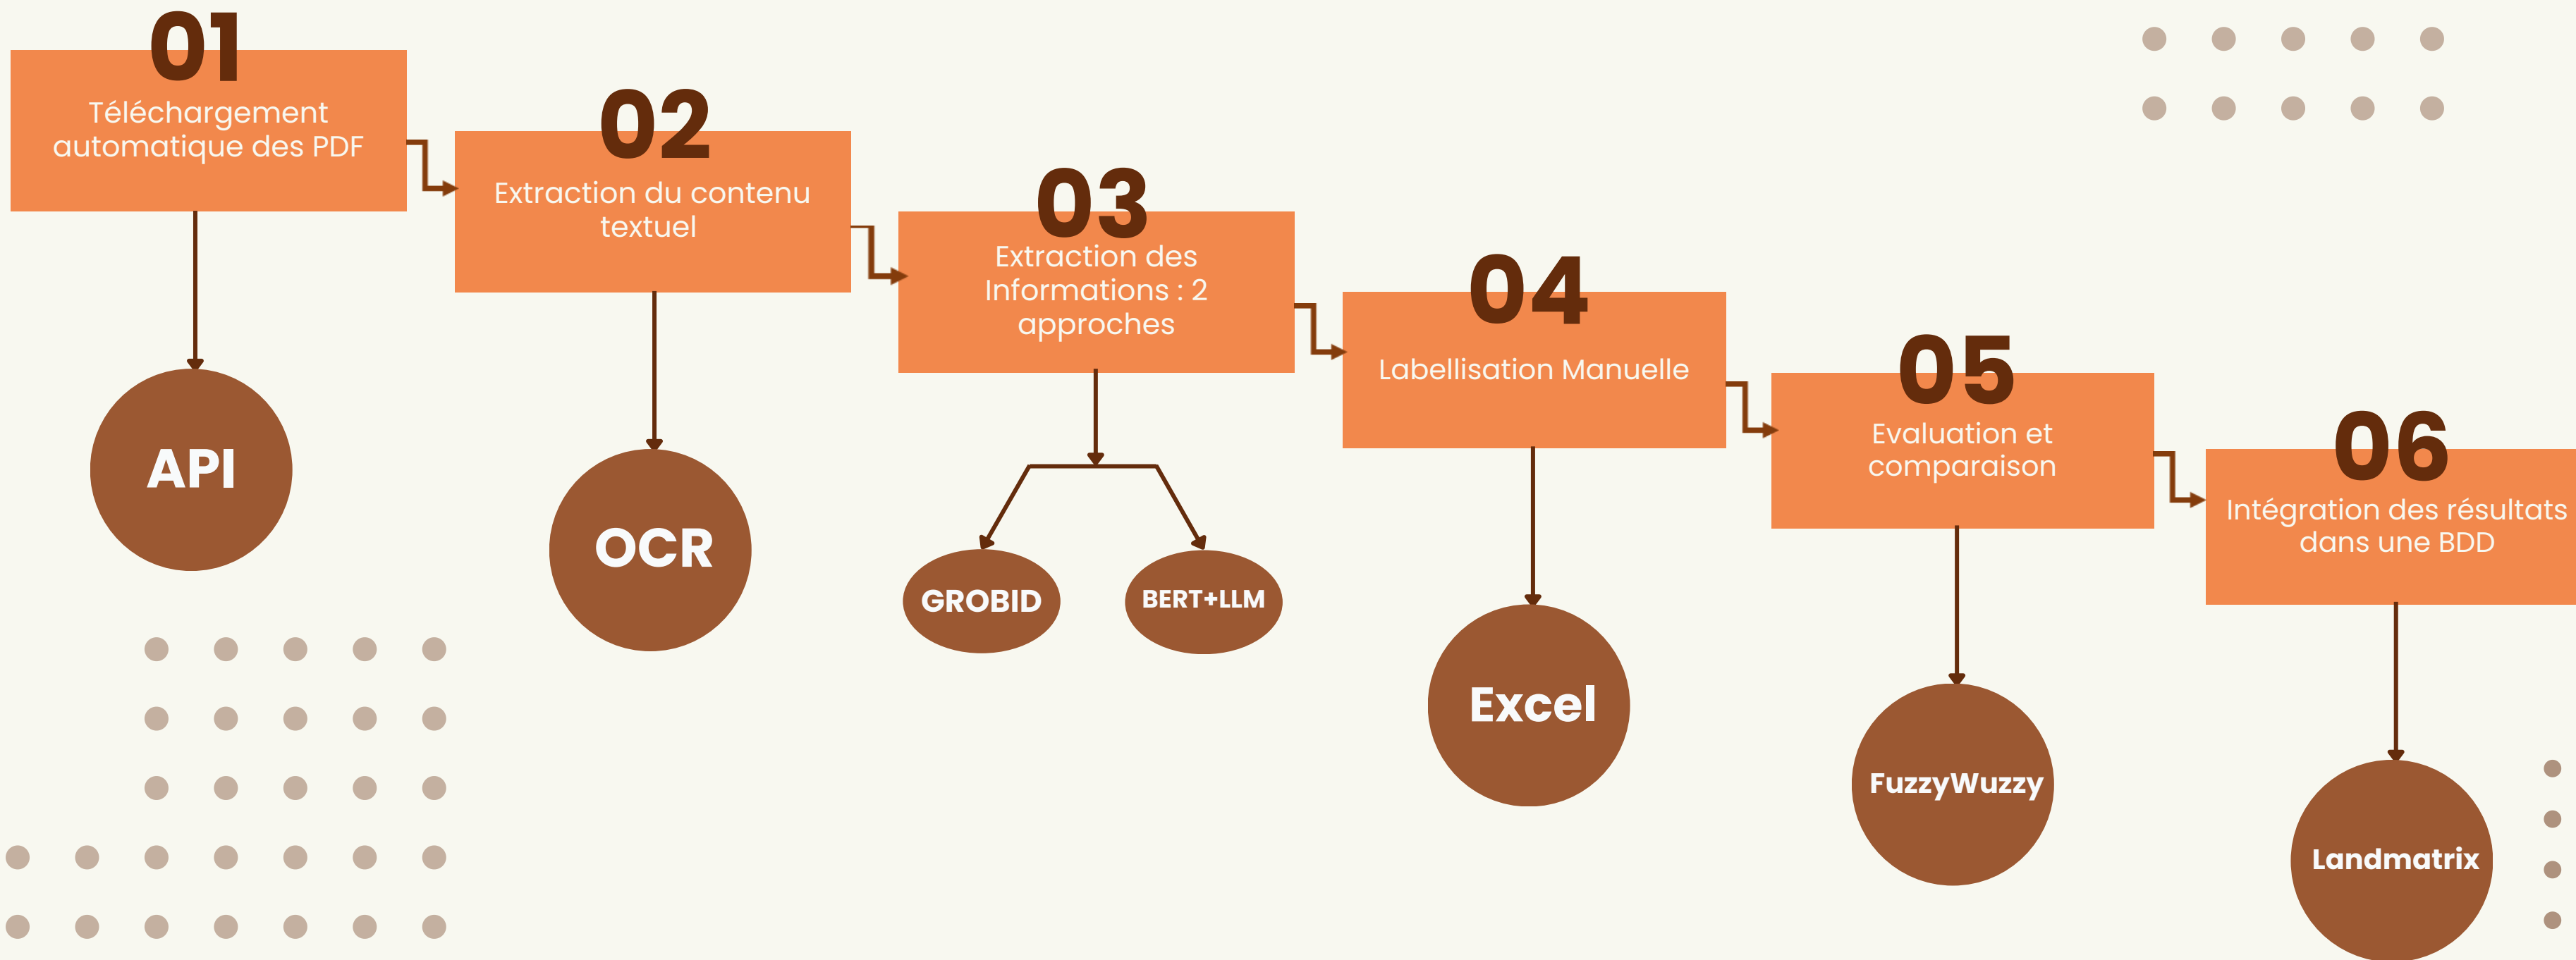 01
Téléchargement
automatique des PDF
API
02
Extraction du contenu
textuel
OCR
03
Extraction des
Informations : 2
approches
GROBID
BERT+LLM
04
Labellisation Manuelle
Excel
05
Evaluation et
comparaison
FuzzyWuzzy
06
Intégration des résultats
dans une BDD
Landmatrix